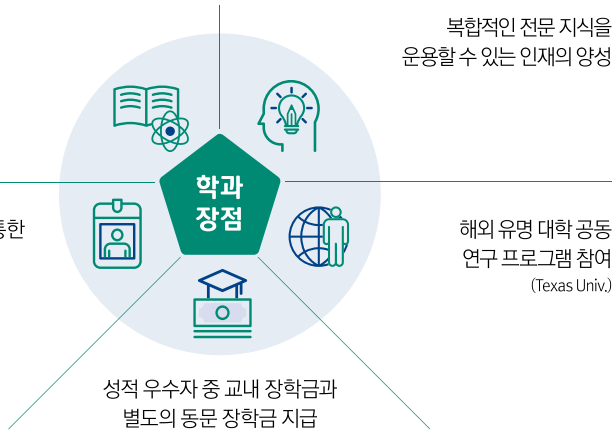 복합적인 전문 지식을
운용할 수 있는 인재의 양성
학과
장점
통한
해외 유명 대학 공동
연구 프로그램 참여
(Texas Univ.)
성적 우수자 중 교내 장학금과
별도의 동문 장학금 지급